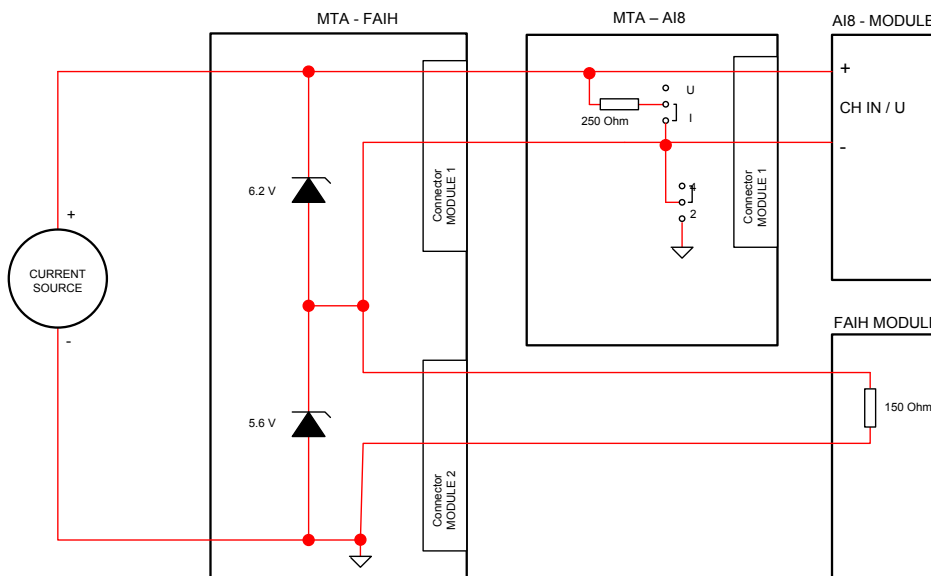 MTA - FAIH
MTA – AI8
AI8 - MODULE
+
CH IN / U
-
U
I
250 Ohm
4
2
Connector
MODULE 1
Connector
MODULE 1
6.2 V
+
CURRENT
SOURCE
-
FAIH MODULE
150 Ohm
5.6 V
Connector
MODULE 2